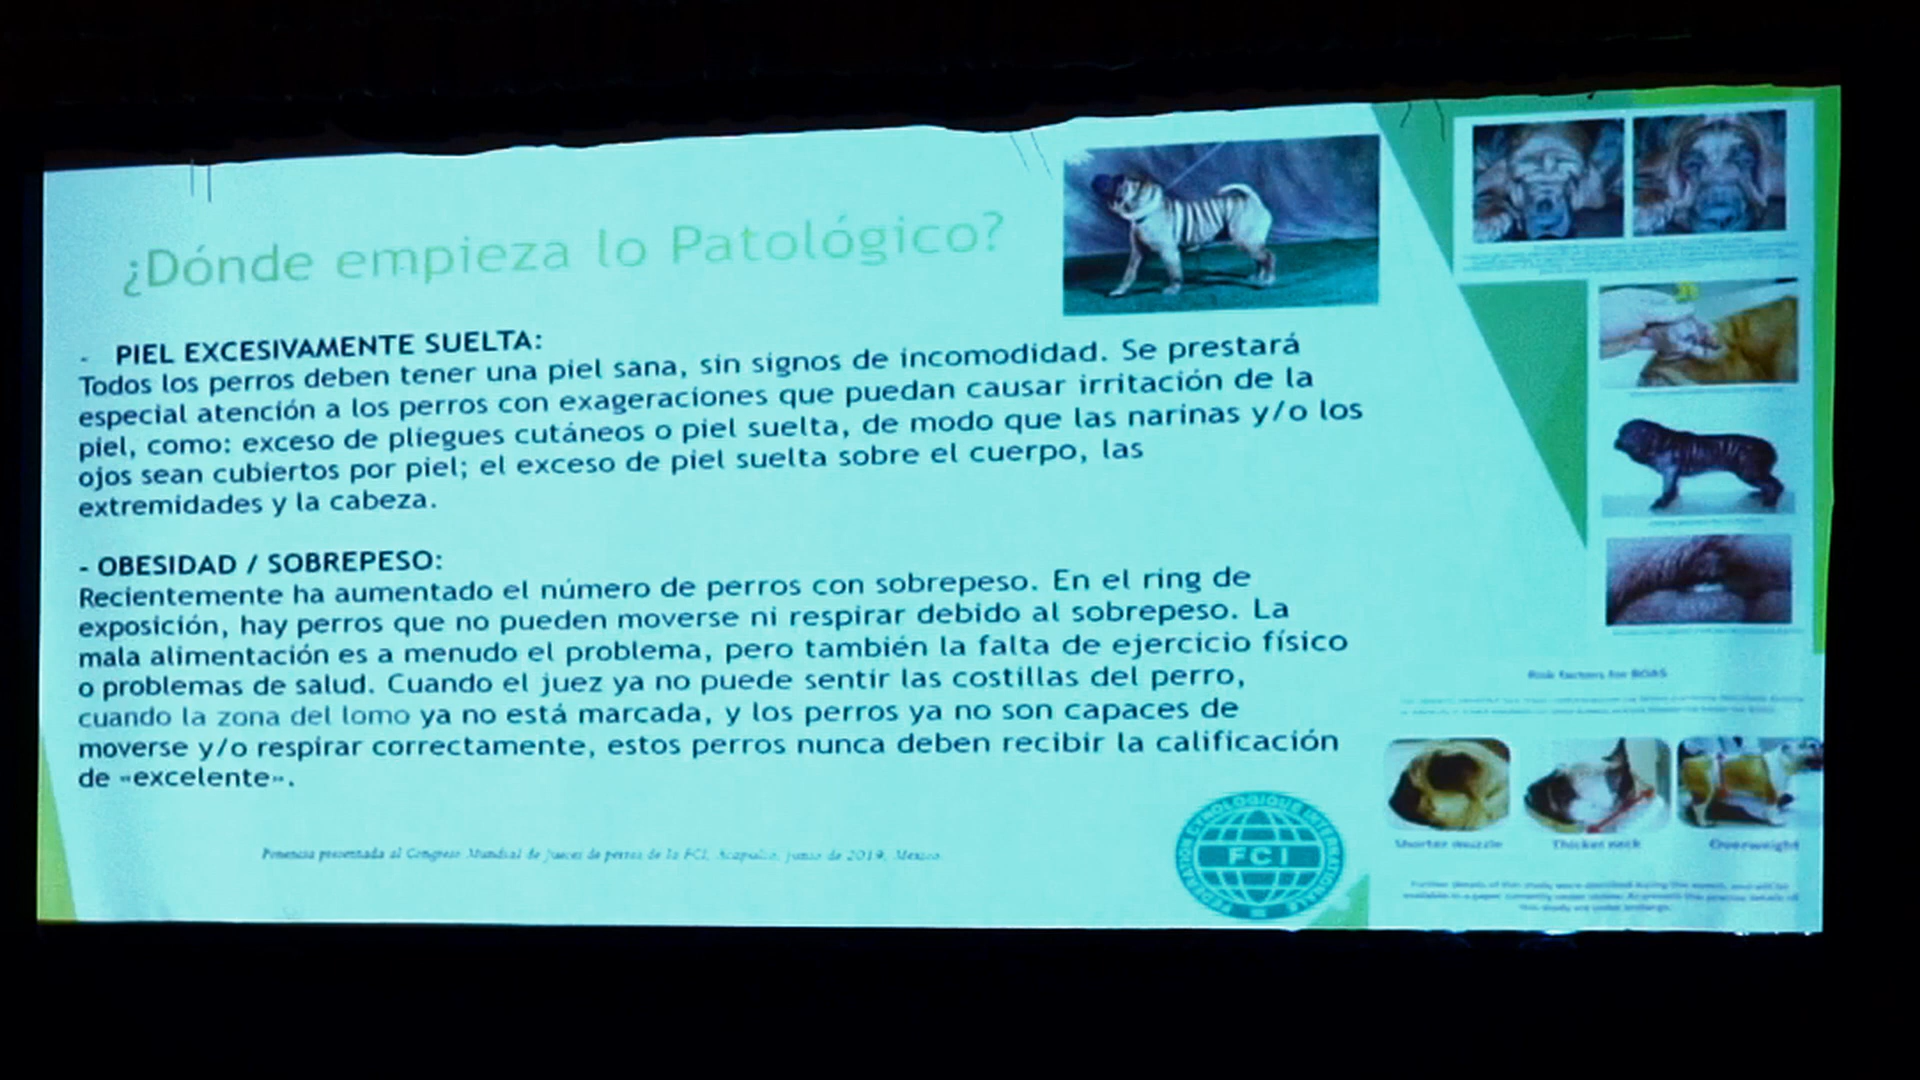 ¿Dónde empieza lo Patológico?
- PIEL EXCESIVAMENTE SUELTA:
Todos los perros deben tener una piel sana, sin signos de incomodidad. Se prestará
especial atención a los perros con exageraciones que puedan causar irritación de la
piel, como: exceso de pliegues cutáneos o piel suelta, de modo que las narinas y/o los
ojos sean cubiertos por piel; el exceso de piel suelta sobre el cuerpo, las
extremidades y la cabeza.
- OBESIDAD / SOBREPESO:
Recientemente ha aumentado el número de perros con sobrepeso. En el ring de
exposición, hay perros que no pueden moverse ni respirar debido al sobrepeso. La
mala alimentación es a menudo el problema, pero también la falta de ejercicio físico
o problemas de salud. Cuando el juez ya no puede sentir las costillas del perro,
cuando la zona del lomo ya no está marcada, y los perros ya no son capaces de
moverse y/o respirar correctamente, estos perros nunca deben recibir la calificación
de «excelente».
Ponencia presentada al Congreso Mundial de Jueces de perros de la FCI, Acapulco, junio de 2019, Mexico
FEDERATION CYNOLOGIQUE INTERNATIONALE
FCI
Risk factors for BOAS
Shorter muzzle
Thicker neck
Overweight